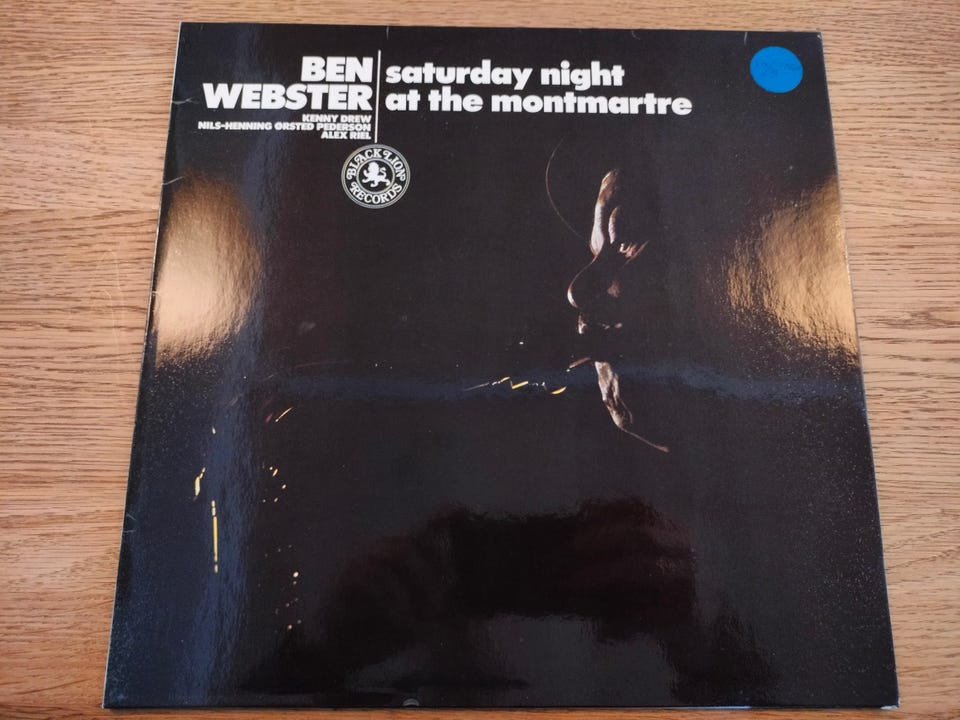 BEN
WEBSTER
KENNY DREW
NILS-HENNING ØRSTED PEDERSON
ALEX RIEL
saturday night
at the montmartre
BLACK LION
RECORDS